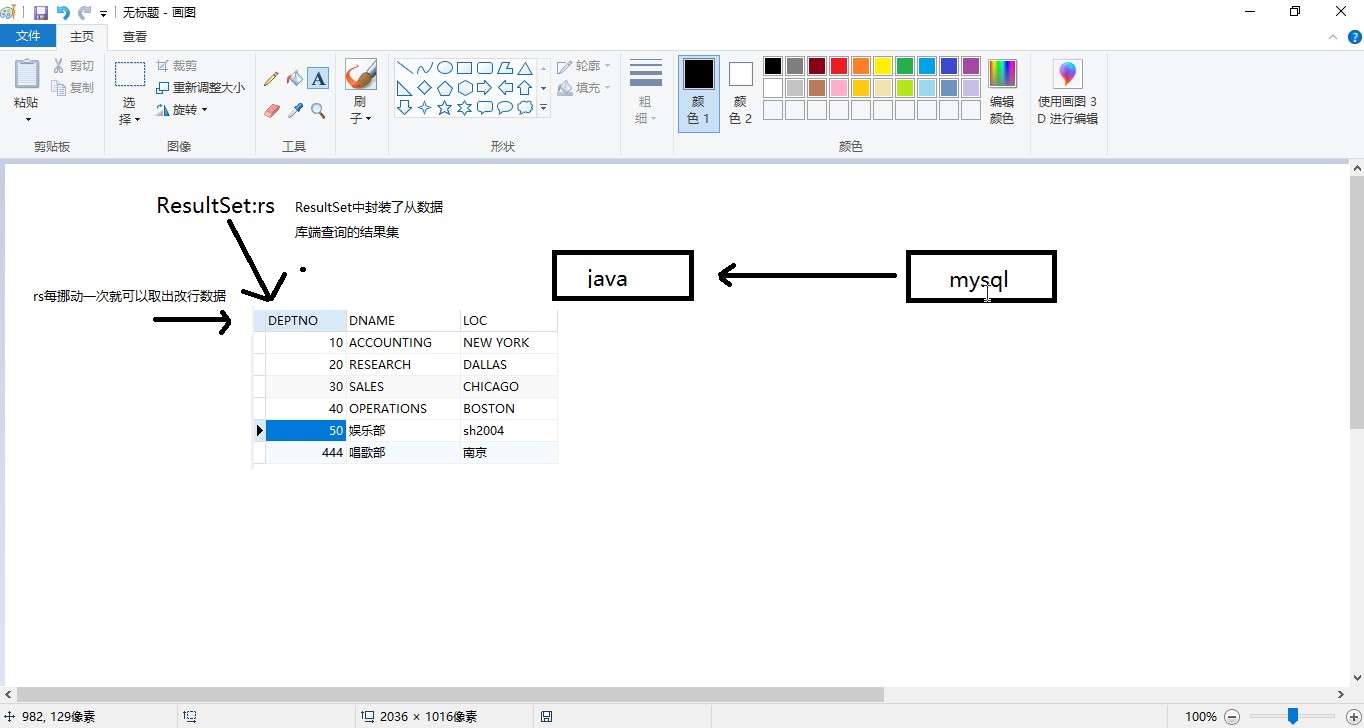 无标题 - 画图
文件
主页
查看
粘贴
剪切
复制
剪贴板
选
择
裁剪
重新调整大小
旋转
图像
A
工具
刷
子
形状
轮廓
填充
粗
细
颜
色 1
颜
色 2
颜色
编辑
颜色
使用画图 3
D 进行编辑
ResultSet:rs
ResultSet中封装了从数据
库端查询的结果集
java
mysql
rs每挪动一次就可以取出改行数据
DEPTNO DNAME LOC
10 ACCOUNTING NEW YORK
20 RESEARCH DALLAS
30 SALES CHICAGO
40 OPERATIONS BOSTON
50 娱乐部 sh2004
444 唱歌部 南京
982, 129像素
2036 × 1016像素
100%